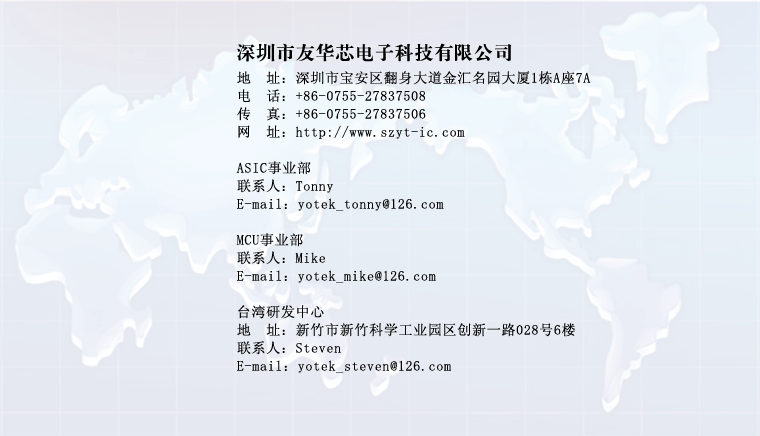 深圳市友华芯电子科技有限公司
地　址：深圳市宝安区翻身大道金汇名园大厦1栋A座7A
电　话：+86-0755-27837508
传　真：+86-0755-27837506
网　址：http://www.szyt-ic.com
ASIC事业部
联系人：Tonny
E-mail：yotek_tonny@126.com
MCU事业部
联系人：Mike
E-mail：yotek_mike@126.com
台湾研发中心
地　址：新竹市新竹科学工业园区创新一路028号6楼
联系人：Steven
E-mail：yotek_steven@126.com